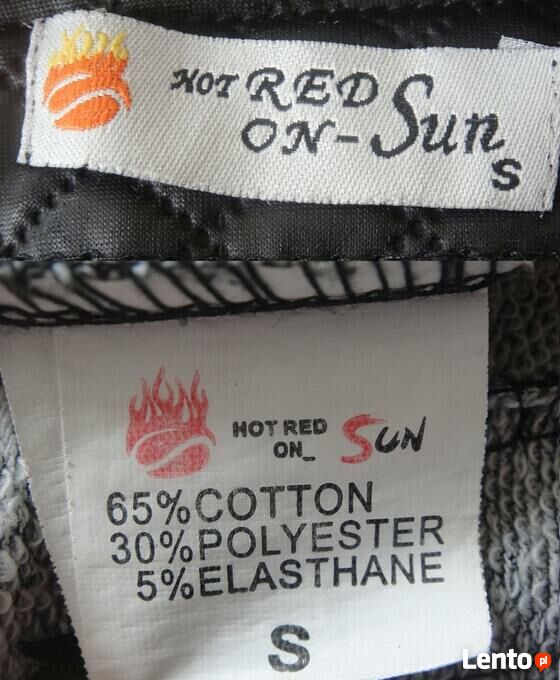 HOT RED
ON- Sun
S
HOT RED
ON_ SUN
65% COTTON
30% POLYESTER
5% ELASTHANE
S
Lento pl